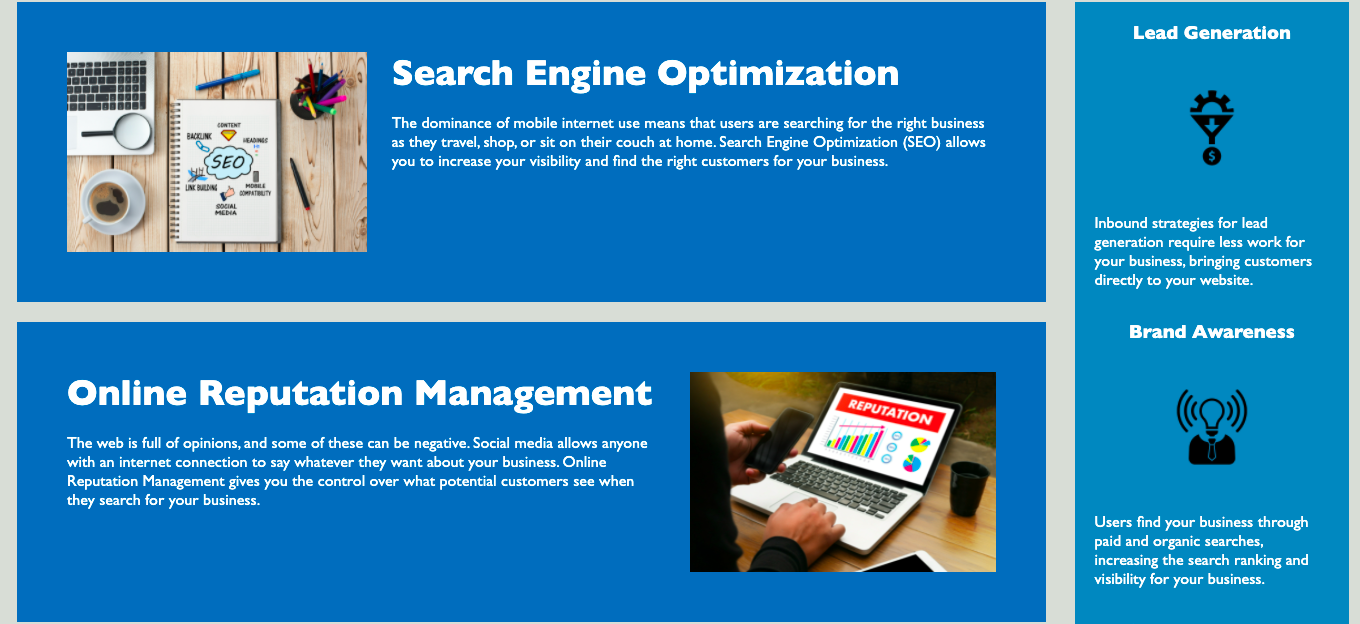 Search Engine Optimization
The dominance of mobile internet use means that users are searching for the right business
as they travel, shop, or sit on their couch at home. Search Engine Optimization (SEO) allows
you to increase your visibility and find the right customers for your business.
CONTENT
BACKLINK
HEADINGS
SEO
LINK BUILDING
MOBILE
COMPATIBILITY
SOCIAL
MEDIA
Online Reputation Management
The web is full of opinions, and some of these can be negative. Social media allows anyone
with an internet connection to say whatever they want about your business. Online
Reputation Management gives you the control over what potential customers see when
they search for your business.
REPUTATION
Lead Generation
$
Inbound strategies for lead
generation require less work for
your business, bringing customers
directly to your website.
Brand Awareness
Users find your business through
paid and organic searches,
increasing the search ranking and
visibility for your business.